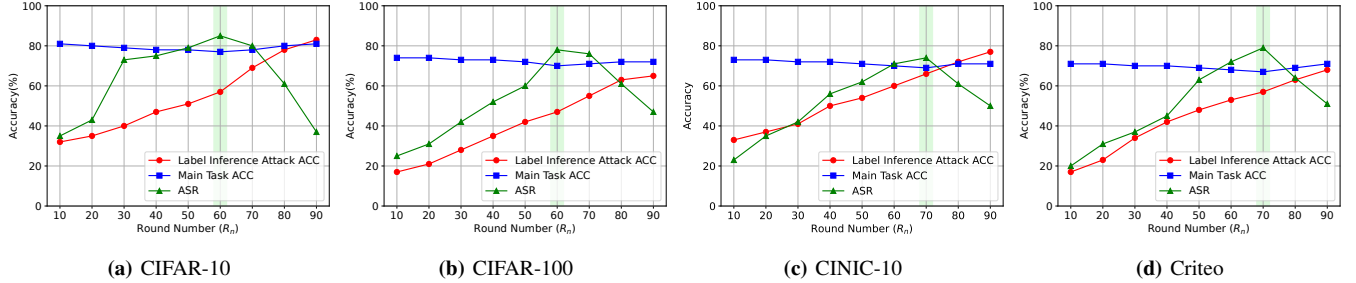 100
80
60
40
20
0
Accuracy(%)
10 20 30 40 50 60 70 80 90
Round Number (Rₙ)
Label Inference Attack ACC
Main Task ACC
ASR
(a) CIFAR-10
100
80
60
40
20
0
Accuracy(%)
10 20 30 40 50 60 70 80 90
Round Number (Rₙ)
Label Inference Attack ACC
Main Task ACC
ASR
(b) CIFAR-100
100
80
60
40
20
0
Accuracy
10 20 30 40 50 60 70 80 90
Round Number (Rₙ)
Label Inference Attack ACC
Main Task ACC
ASR
(c) CINIC-10
100
80
60
40
20
0
Accuracy(%)
10 20 30 40 50 60 70 80 90
Round Number (Rₙ)
Label Inference Attack ACC
Main Task ACC
ASR
(d) Criteo